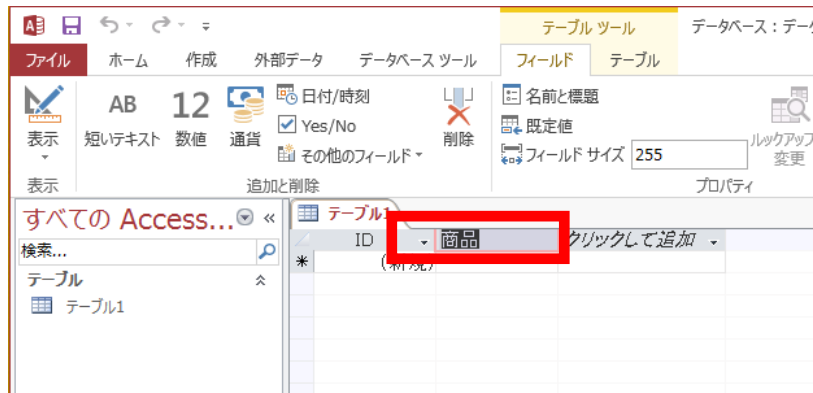 テーブル ツール データベース：デー
ファイル ホーム 作成 外部データ データベース ツール フィールド テーブル
AB 12 日付/時刻 名前と標題
Yes/No 既定値
表示 短いテキスト 数値 通貨 その他のフィールド 削除 フィールド サイズ 255 ルックアップ
変更
表示 追加と削除 プロパティ
すべての Access... «
検索...
テーブル
テーブル1
テーブル1
ID 商品 クリックして追加
* (新規)